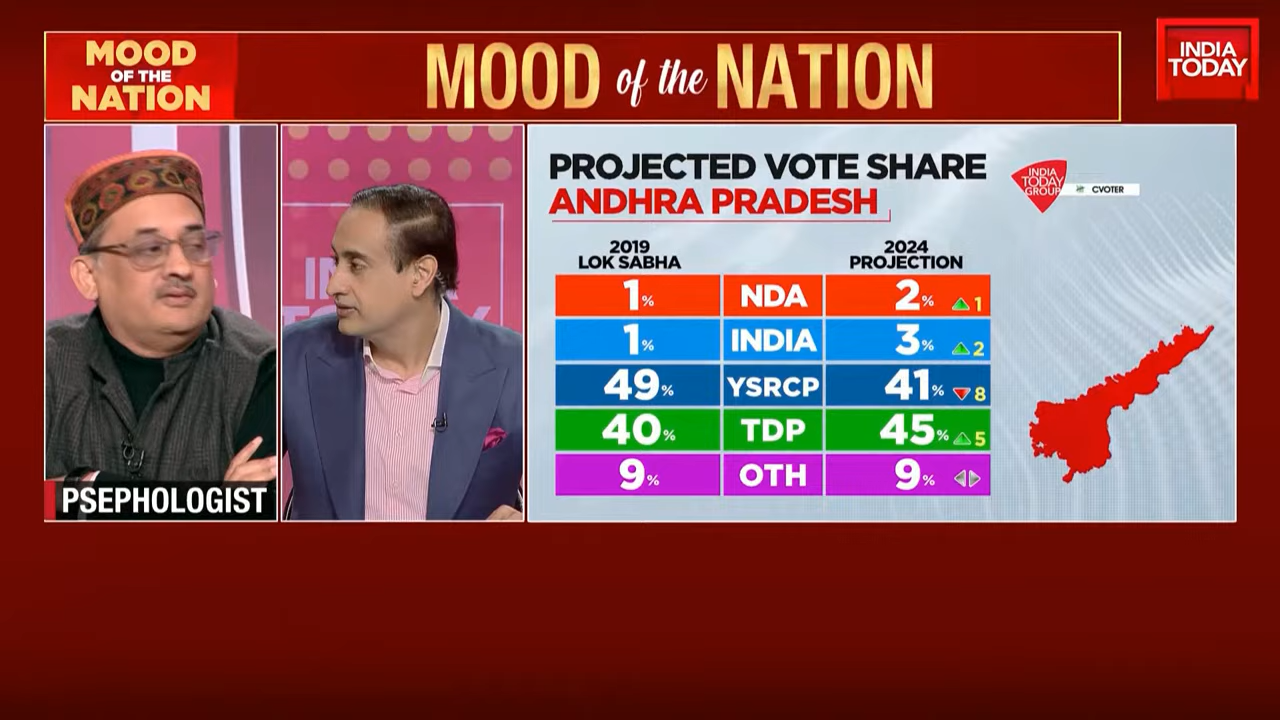 MOOD
OF THE
NATION
MOOD of the NATION
INDIA
TODAY
PROJECTED VOTE SHARE
ANDHRA PRADESH
INDIA
TODAY
GROUP
CVOTER
2019
LOK SABHA
2024
PROJECTION
1% NDA 2% 1
1% INDIA 3% 2
49% YSRCP 41% 8
40% TDP 45% 5
9% OTH 9%
PSEPHOLOGIST